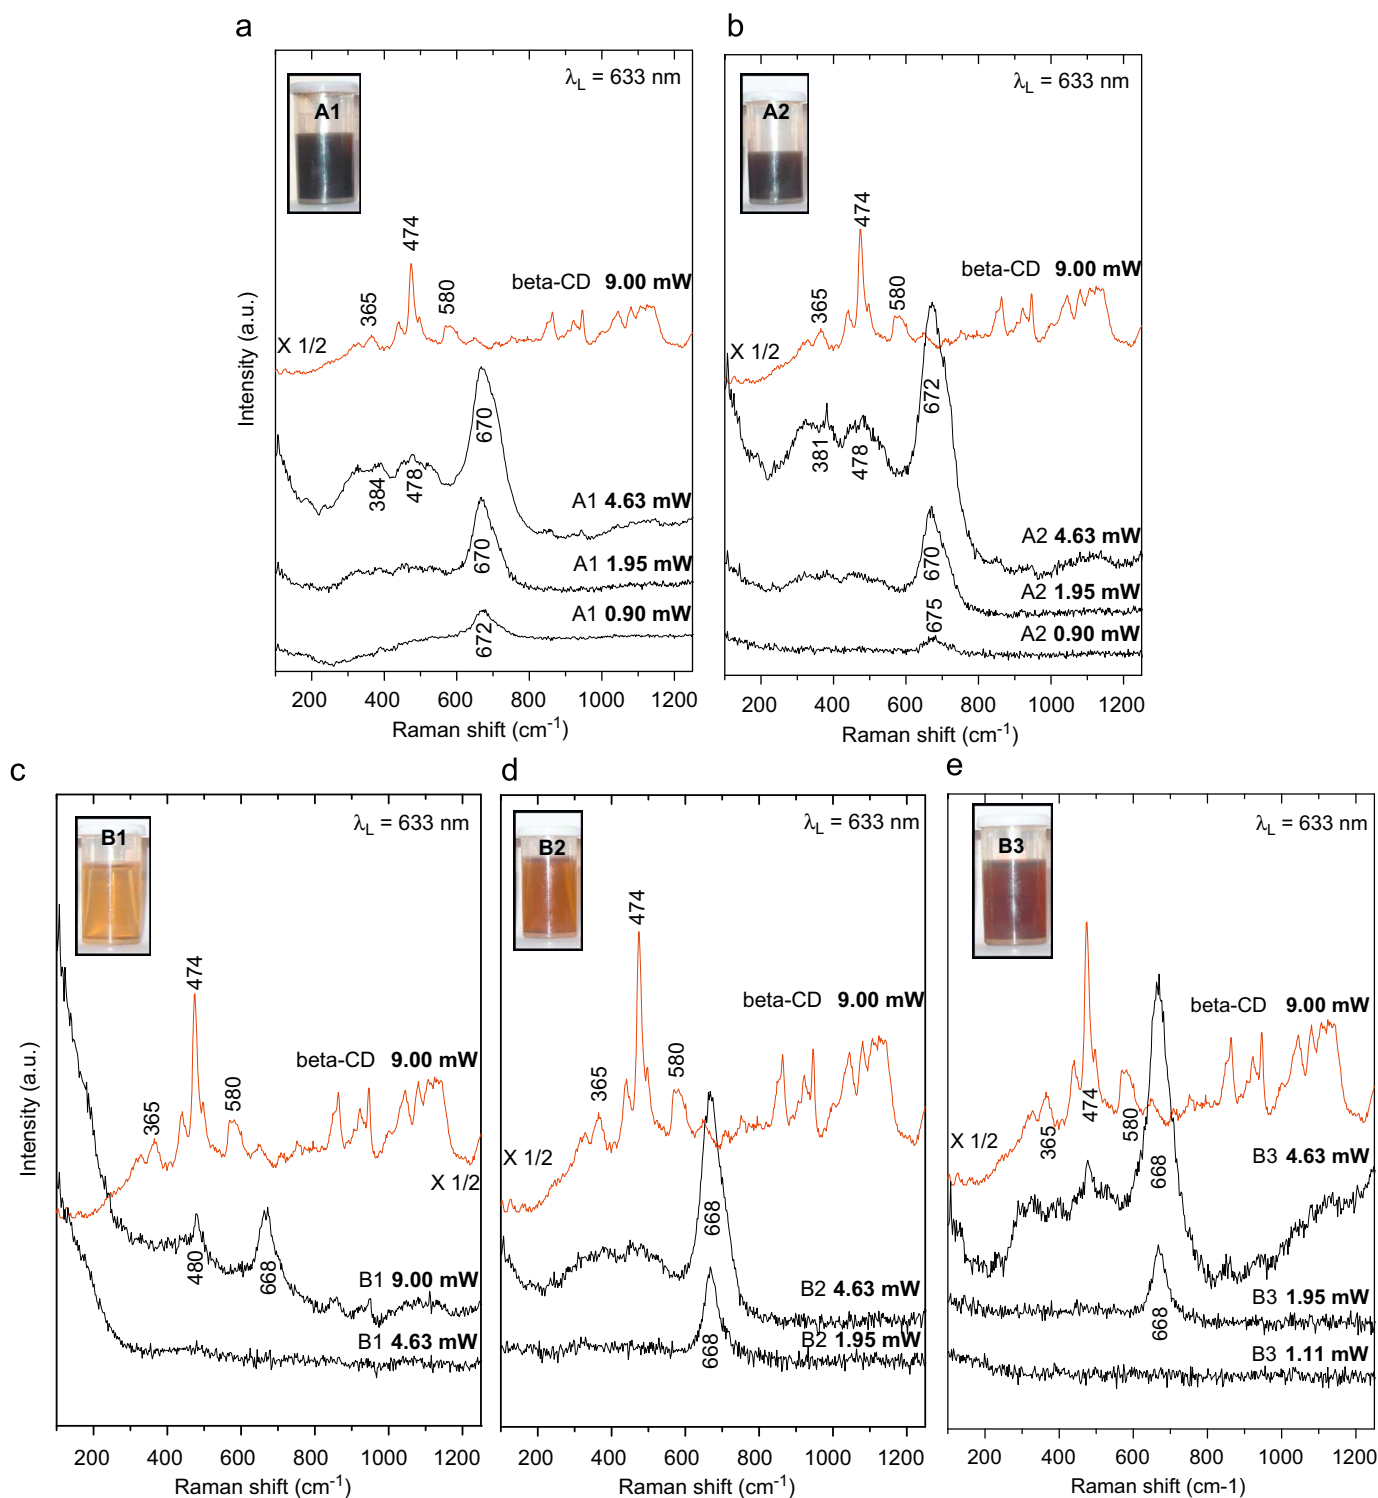 a
λL = 633 nm
A1
474
365
580
beta-CD 9.00 mW
X 1/2
Intensity (a.u.)
384
478
670
A1 4.63 mW
670
A1 1.95 mW
672
A1 0.90 mW
200 400 600 800 1000 1200
Raman shift (cm-1)
b
λL = 633 nm
A2
474
365
580
beta-CD 9.00 mW
X 1/2
381
478
672
A2 4.63 mW
670
A2 1.95 mW
675
A2 0.90 mW
200 400 600 800 1000 1200
Raman shift (cm-1)
c
λL = 633 nm
B1
474
365
580
beta-CD 9.00 mW
X 1/2
Intensity (a.u.)
480
668
B1 9.00 mW
B1 4.63 mW
200 400 600 800 1000 1200
Raman shift (cm-1)
d
λL = 633 nm
B2
474
365
580
beta-CD 9.00 mW
X 1/2
668
B2 4.63 mW
668
B2 1.95 mW
200 400 600 800 1000 1200
Raman shift (cm-1)
e
λL = 633 nm
B3
beta-CD 9.00 mW
X 1/2
365
474
580
668
B3 4.63 mW
668
B3 1.95 mW
B3 1.11 mW
200 400 600 800 1000 1200
Raman shift (cm-1)